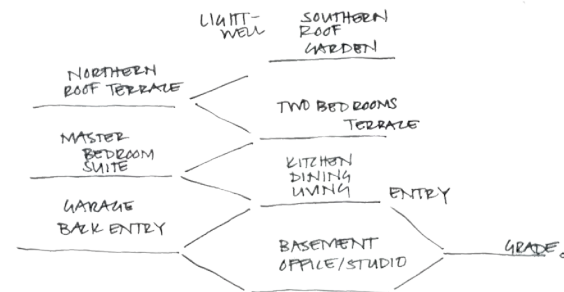 LIGHT-
WELL
SOUTHERN
ROOF
GARDEN
NORTHERN
ROOF TERRACE
TWO BEDROOMS
TERRACE
MASTER
BEDROOM
SUITE
KITCHEN
DINING
LIVING
ENTRY
GARAGE
BACK ENTRY
BASEMENT
OFFICE/STUDIO
GRADE.